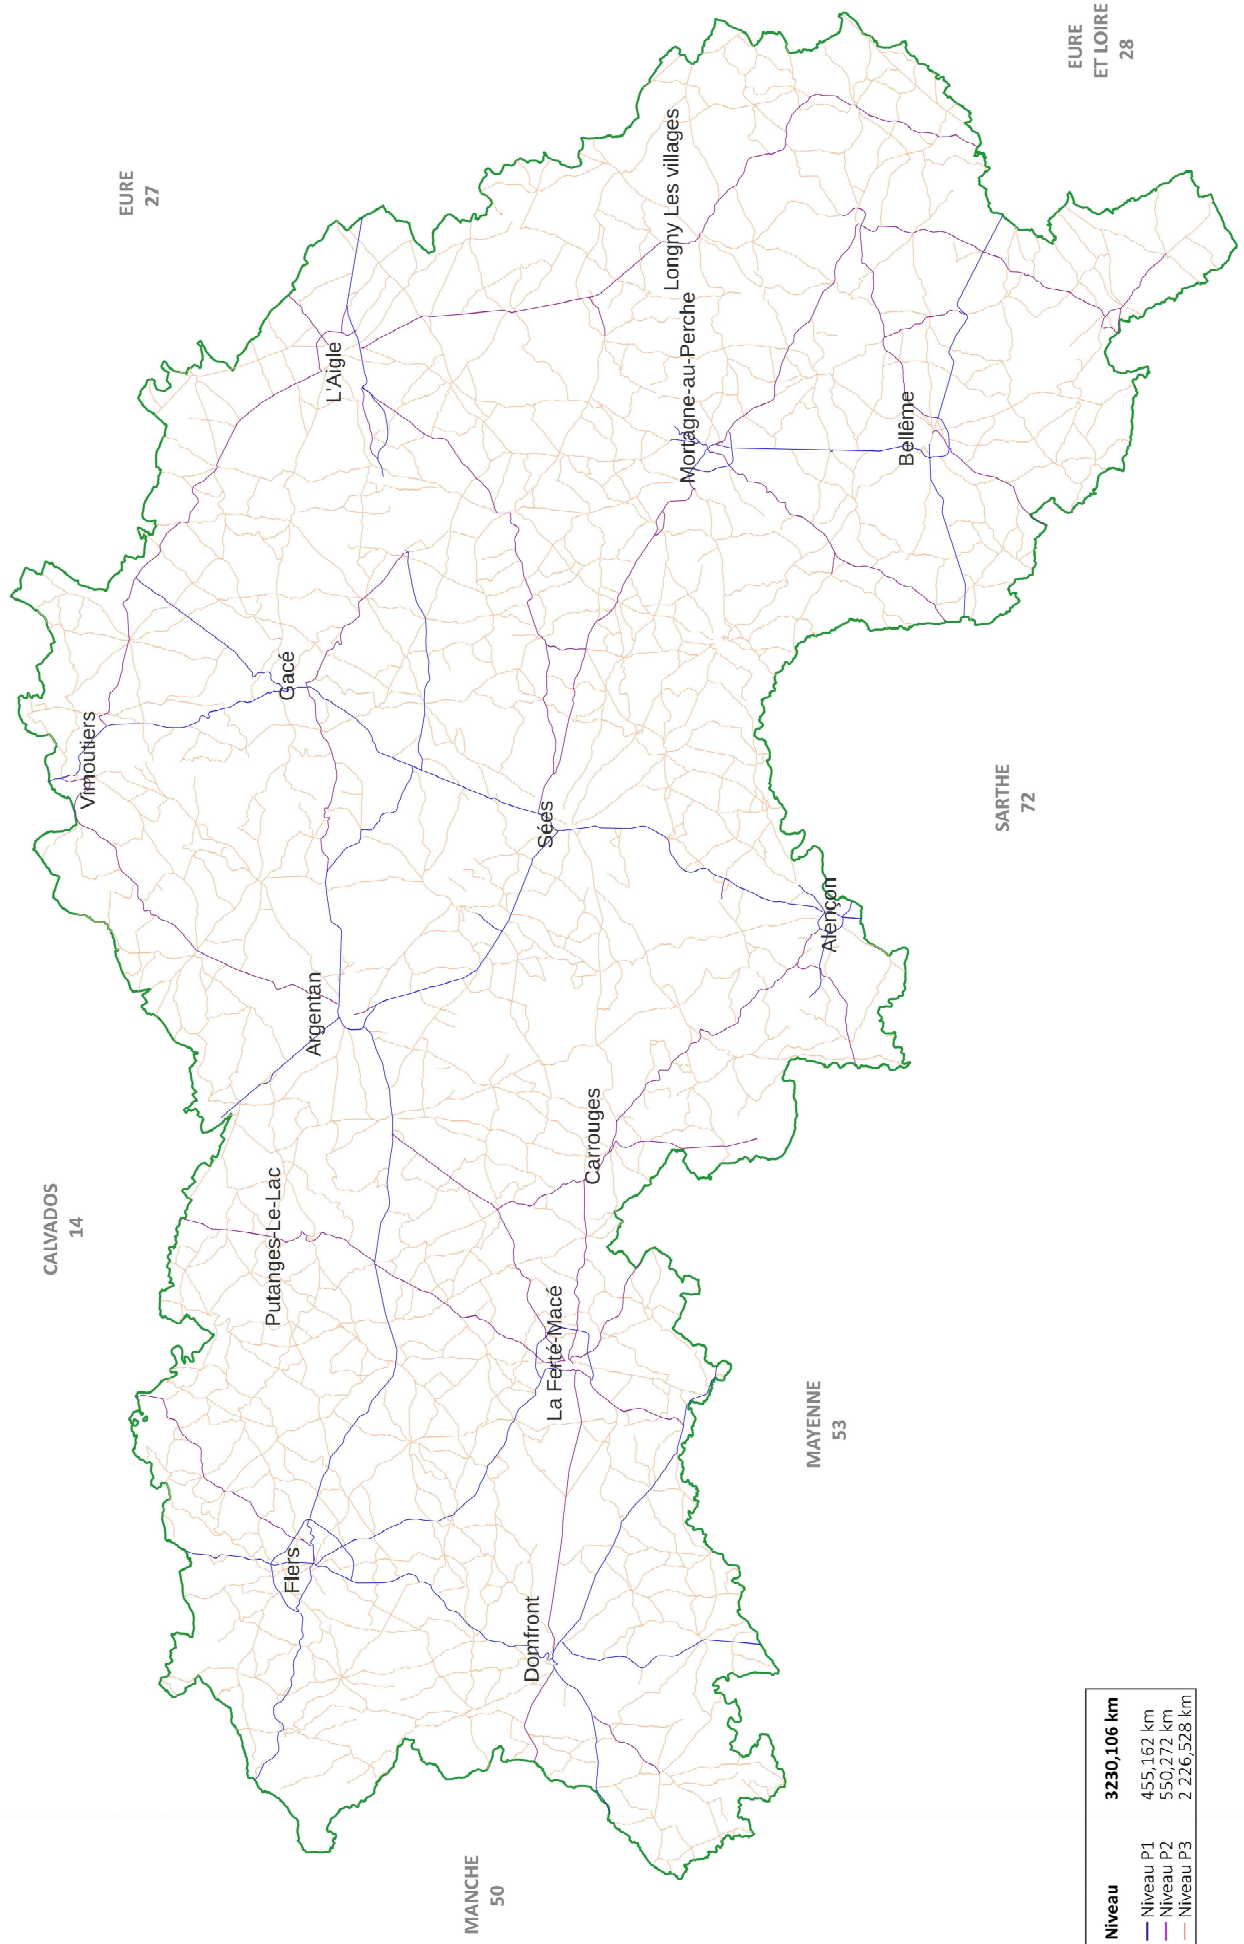 MANCHE
50
CALVADOS
14
EURE
27
EURE
ET LOIRE
28
SARTHE
72
MAYENNE
53
Vimoutiers
Gacé
L'Aigle
Flers
Putanges-Le-Lac
Argentan
Domfront
La Ferté-Macé
Carrouges
Sées
Mortagne-au-Perche
Longny Les villages
Alençon
Bellême
Niveau 3230,106 km
Niveau P1 455,162 km
Niveau P2 550,272 km
Niveau P3 2 226,528 km